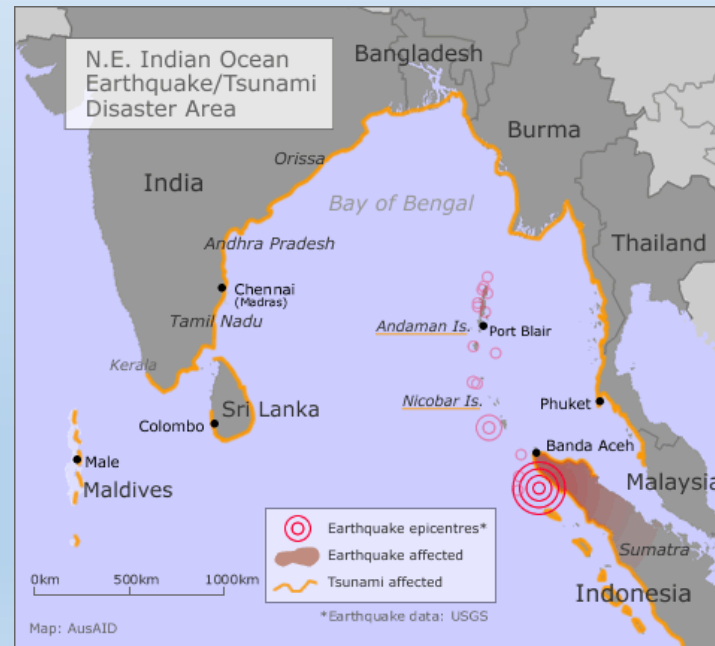 N.E. Indian Ocean
Earthquake/Tsunami
Disaster Area
Bangladesh
Burma
Orissa
India
Bay of Bengal
Thailand
Andhra Pradesh
Chennai
(Madras)
Tamil Nadu
Andaman Is.
Port Blair
Kerala
Nicobar Is.
Phuket
Sri Lanka
Colombo
Banda Aceh
Male
Malaysia
Maldives
Earthquake epicentres*
Earthquake affected
Sumatra
Tsunami affected
Indonesia
0km
500km
1000km
*Earthquake data: USGS
Map: AusAID